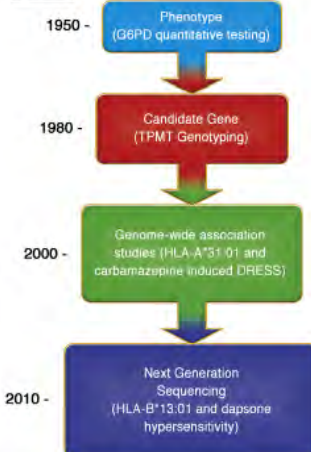 1950 -
Phenotype
(G6PD quantitative testing)
1980 -
Candidate Gene
(TPMT Genotyping)
2000 -
Genome-wide association
studies (HLA-A*31:01 and
carbamazepine induced DRESS)
2010 -
Next Generation
Sequencing
(HLA-B*13:01 and dapsone
hypersensitivity)